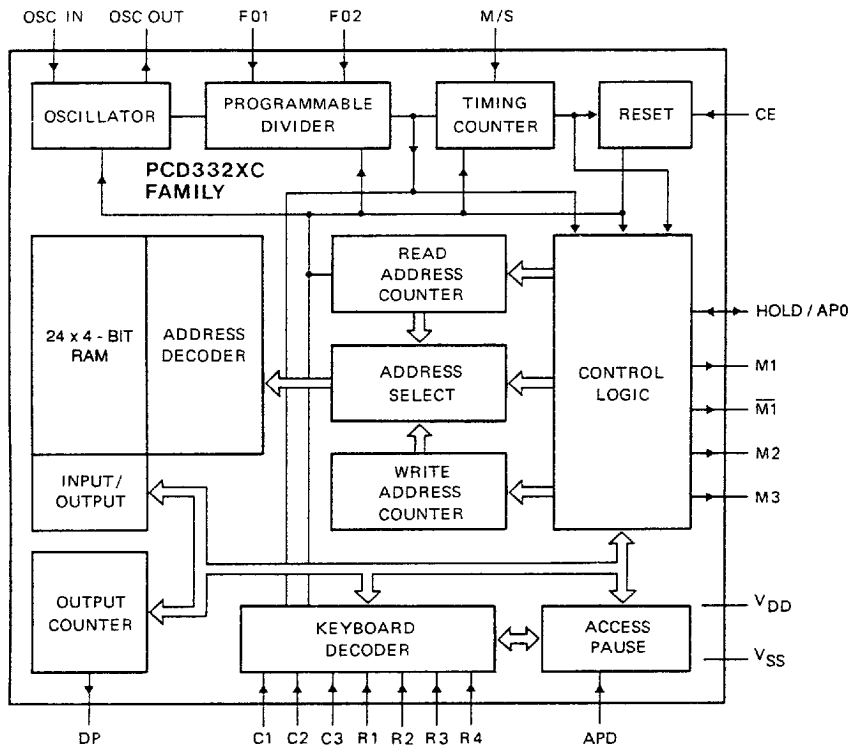 OSC IN
OSC OUT
F01
F02
M/S
OSCILLATOR
PROGRAMMABLE
DIVIDER
TIMING
COUNTER
RESET
CE
PCD332XC
FAMILY
24 x 4 - BIT
RAM
ADDRESS
DECODER
READ
ADDRESS
COUNTER
ADDRESS
SELECT
WRITE
ADDRESS
COUNTER
CONTROL
LOGIC
HOLD / AP0
M1
M̅1̅
M2
M3
INPUT /
OUTPUT
OUTPUT
COUNTER
KEYBOARD
DECODER
ACCESS
PAUSE
VDD
VSS
DP
C1
C2
C3
R1
R2
R3
R4
APD